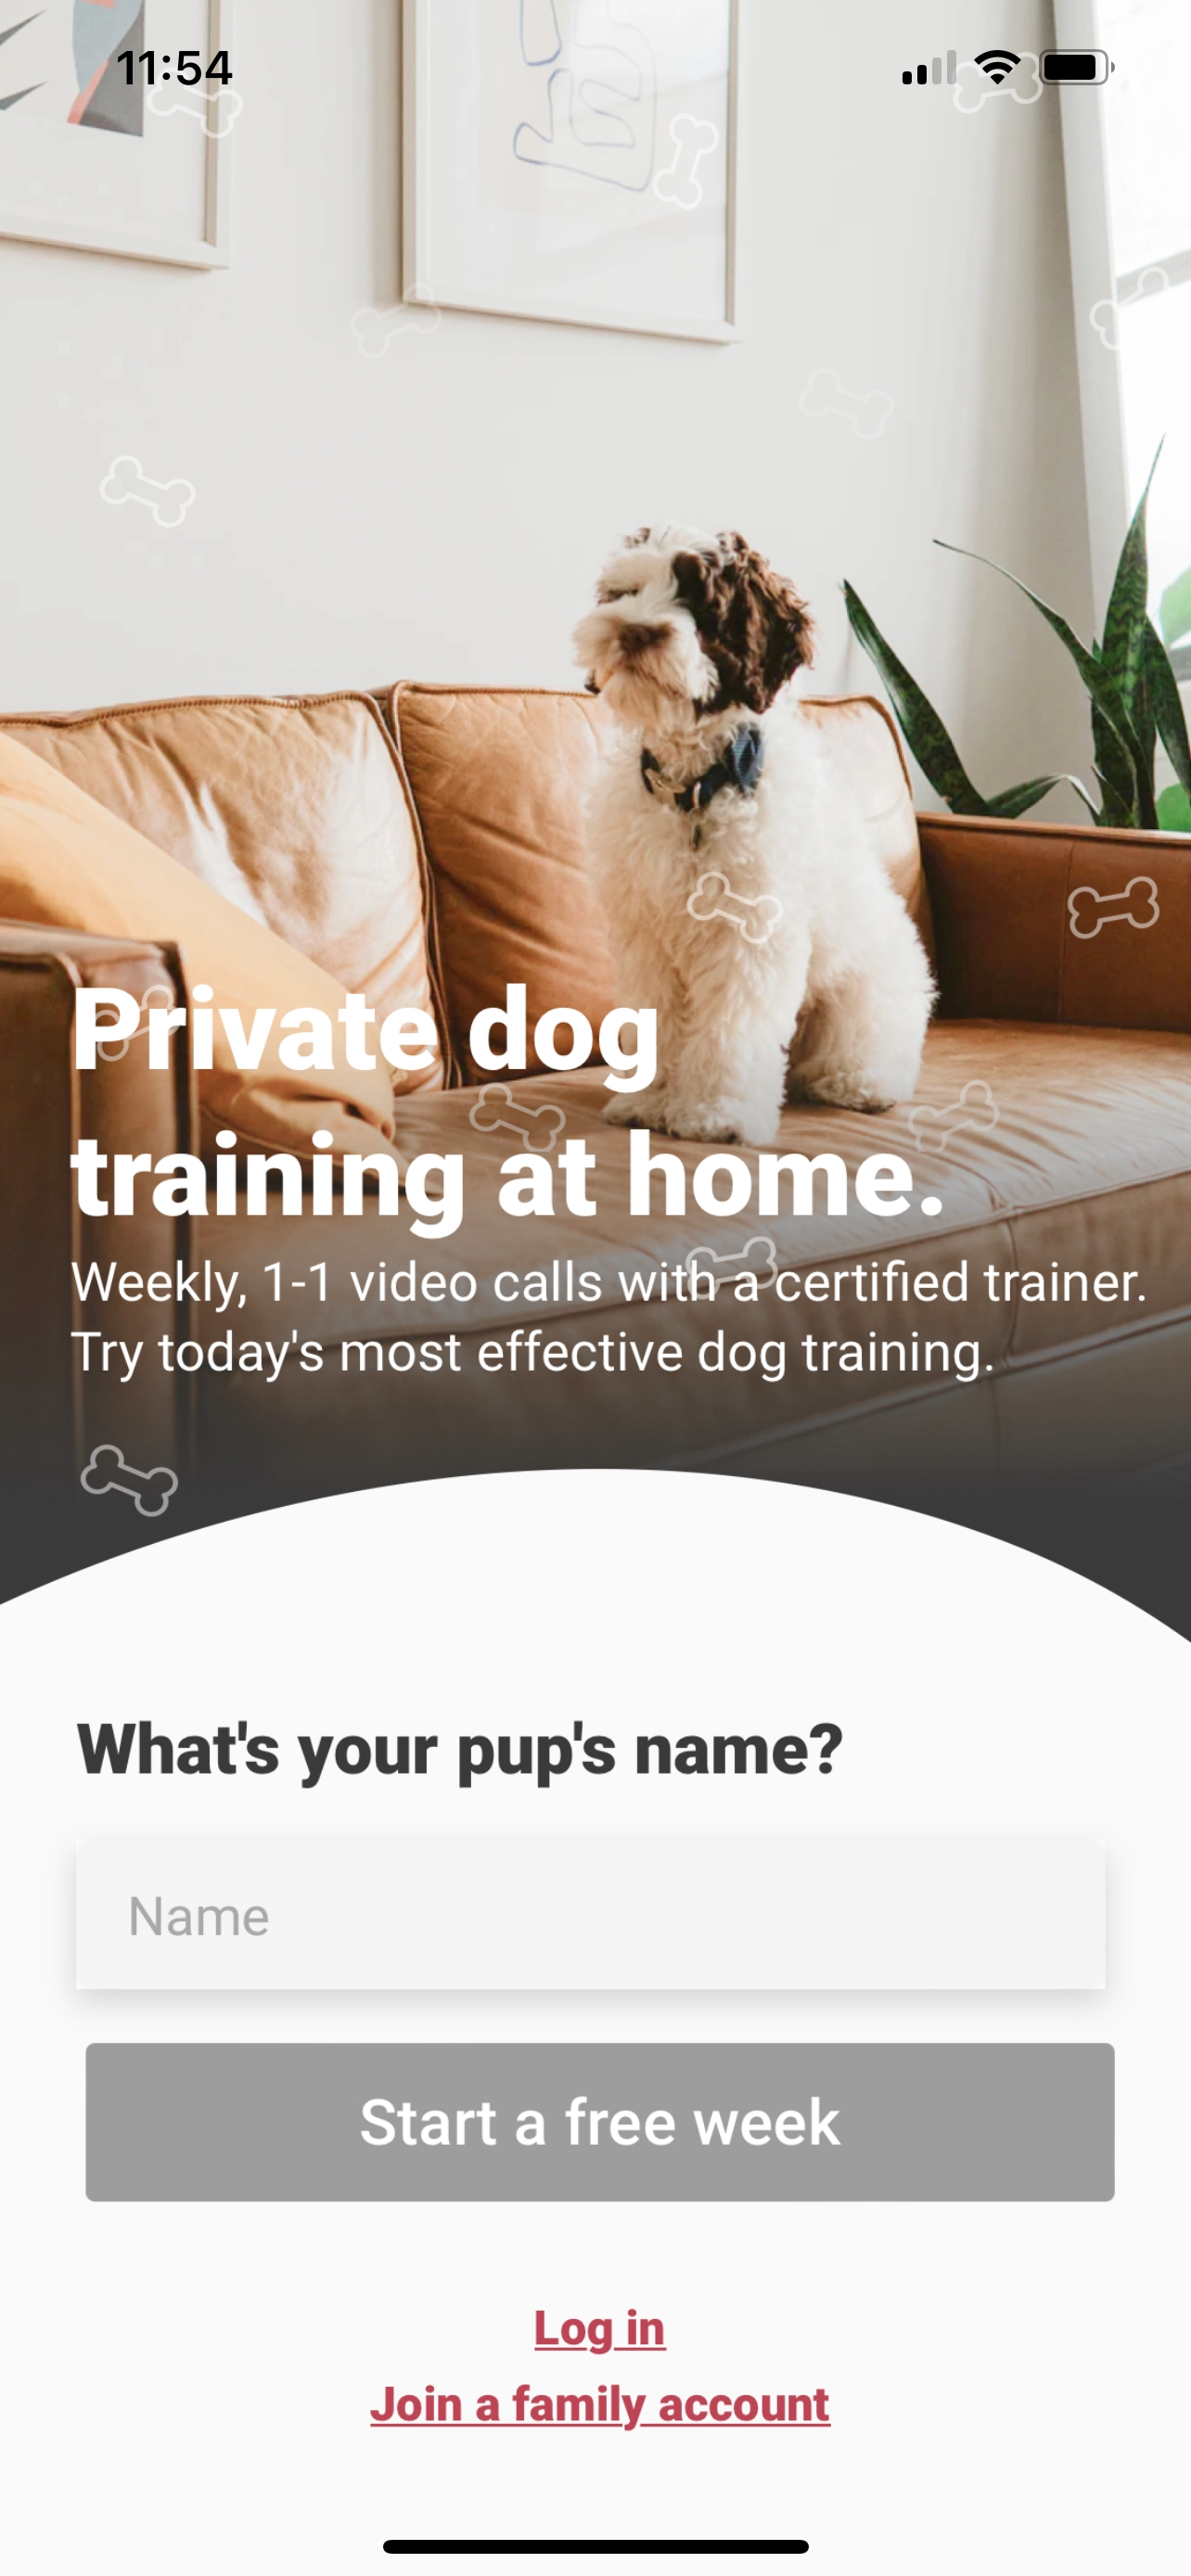 11:54
Private dog
training at home.
Weekly, 1-1 video calls with a certified trainer.
Try today's most effective dog training.
What's your pup's name?
Name
Start a free week
Log in
Join a family account